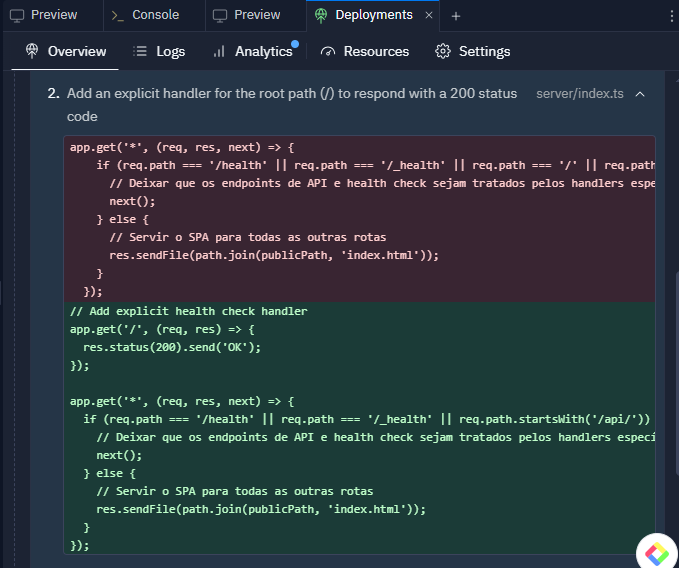 Preview
Console
Preview
Deployments × +
Overview
Logs
Analytics
Resources
Settings
2. Add an explicit handler for the root path (/) to respond with a 200 status server/index.ts
code
app.get('*', (req, res, next) => {
if (req.path === '/health' || req.path === '/_health' || req.path === '/' || req.path
// Deixar que os endpoints de API e health check sejam tratados pelos handlers espe
next();
} else {
// Servir o SPA para todas as outras rotas
res.sendFile(path.join(publicPath, 'index.html'));
}
});
// Add explicit health check handler
app.get('/', (req, res) => {
res.status(200).send('OK');
});
app.get('*', (req, res, next) => {
if (req.path === '/health' || req.path === '/_health' || req.path.startsWith('/api/'))
// Deixar que os endpoints de API e health check sejam tratados pelos handlers especí
next();
} else {
// Servir o SPA para todas as outras rotas
res.sendFile(path.join(publicPath, 'index.html'));
}
});